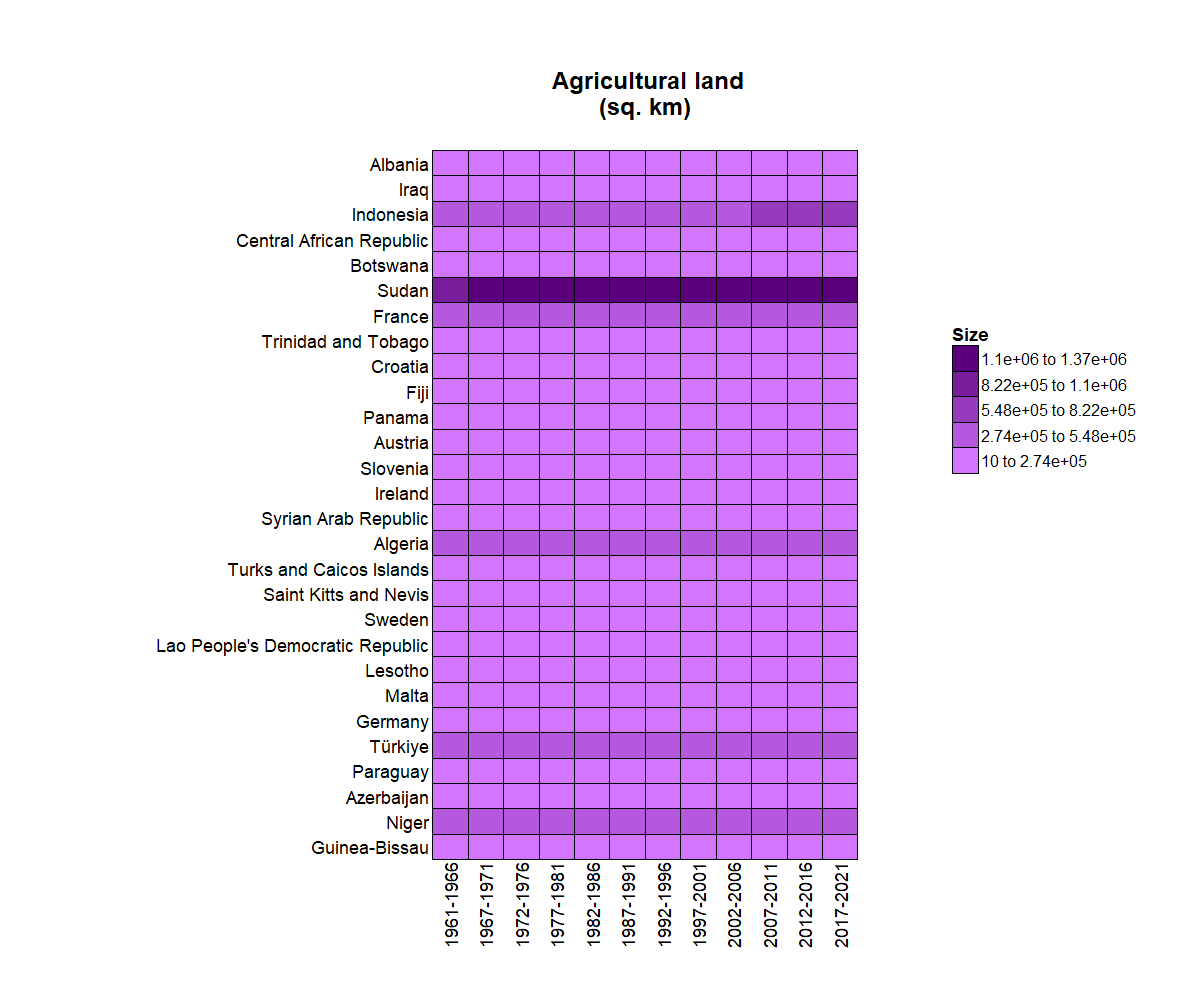 Agricultural land
(sq. km)
Albania
Iraq
Indonesia
Central African Republic
Botswana
Sudan
France
Trinidad and Tobago
Croatia
Fiji
Panama
Austria
Slovenia
Ireland
Syrian Arab Republic
Algeria
Turks and Caicos Islands
Saint Kitts and Nevis
Sweden
Lao People's Democratic Republic
Lesotho
Malta
Germany
Türkiye
Paraguay
Azerbaijan
Niger
Guinea-Bissau
1961-1966
1967-1971
1972-1976
1977-1981
1982-1986
1987-1991
1992-1996
1997-2001
2002-2006
2007-2011
2012-2016
2017-2021
Size
1.1e+06 to 1.37e+06
8.22e+05 to 1.1e+06
5.48e+05 to 8.22e+05
2.74e+05 to 5.48e+05
10 to 2.74e+05